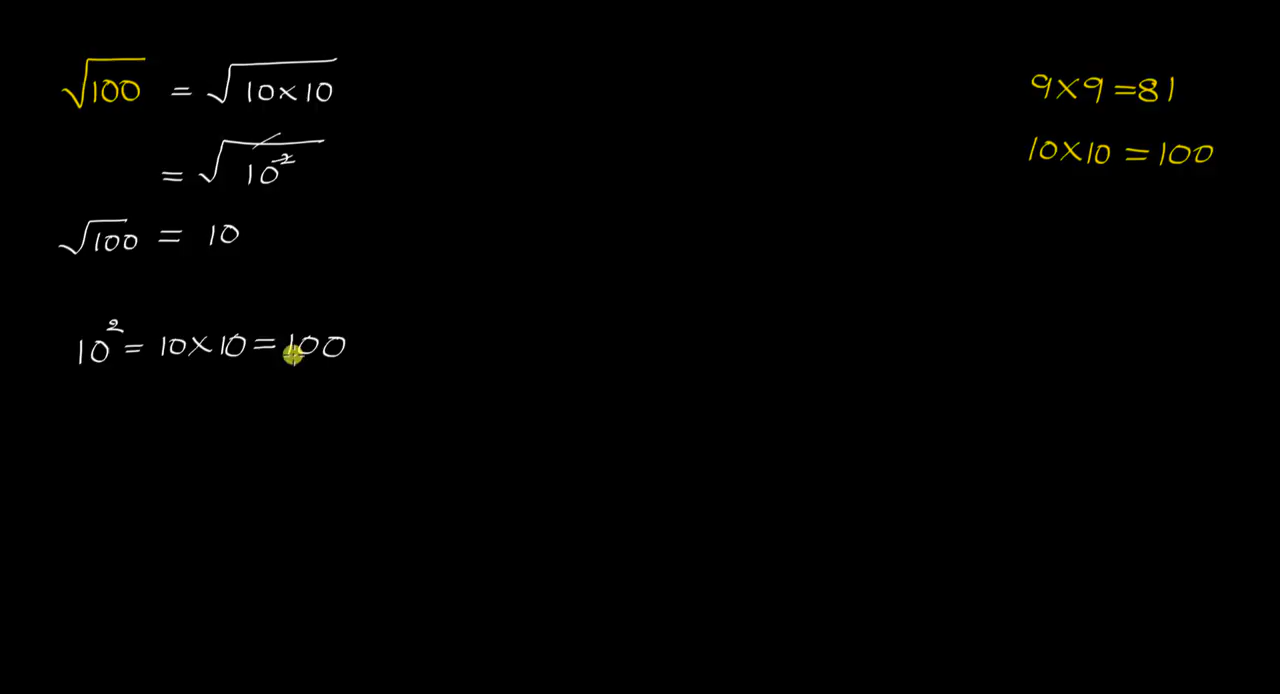 √100 = √10×10
= √10²
√100 = 10
10² = 10×10 = 100
9×9=81
10×10=100